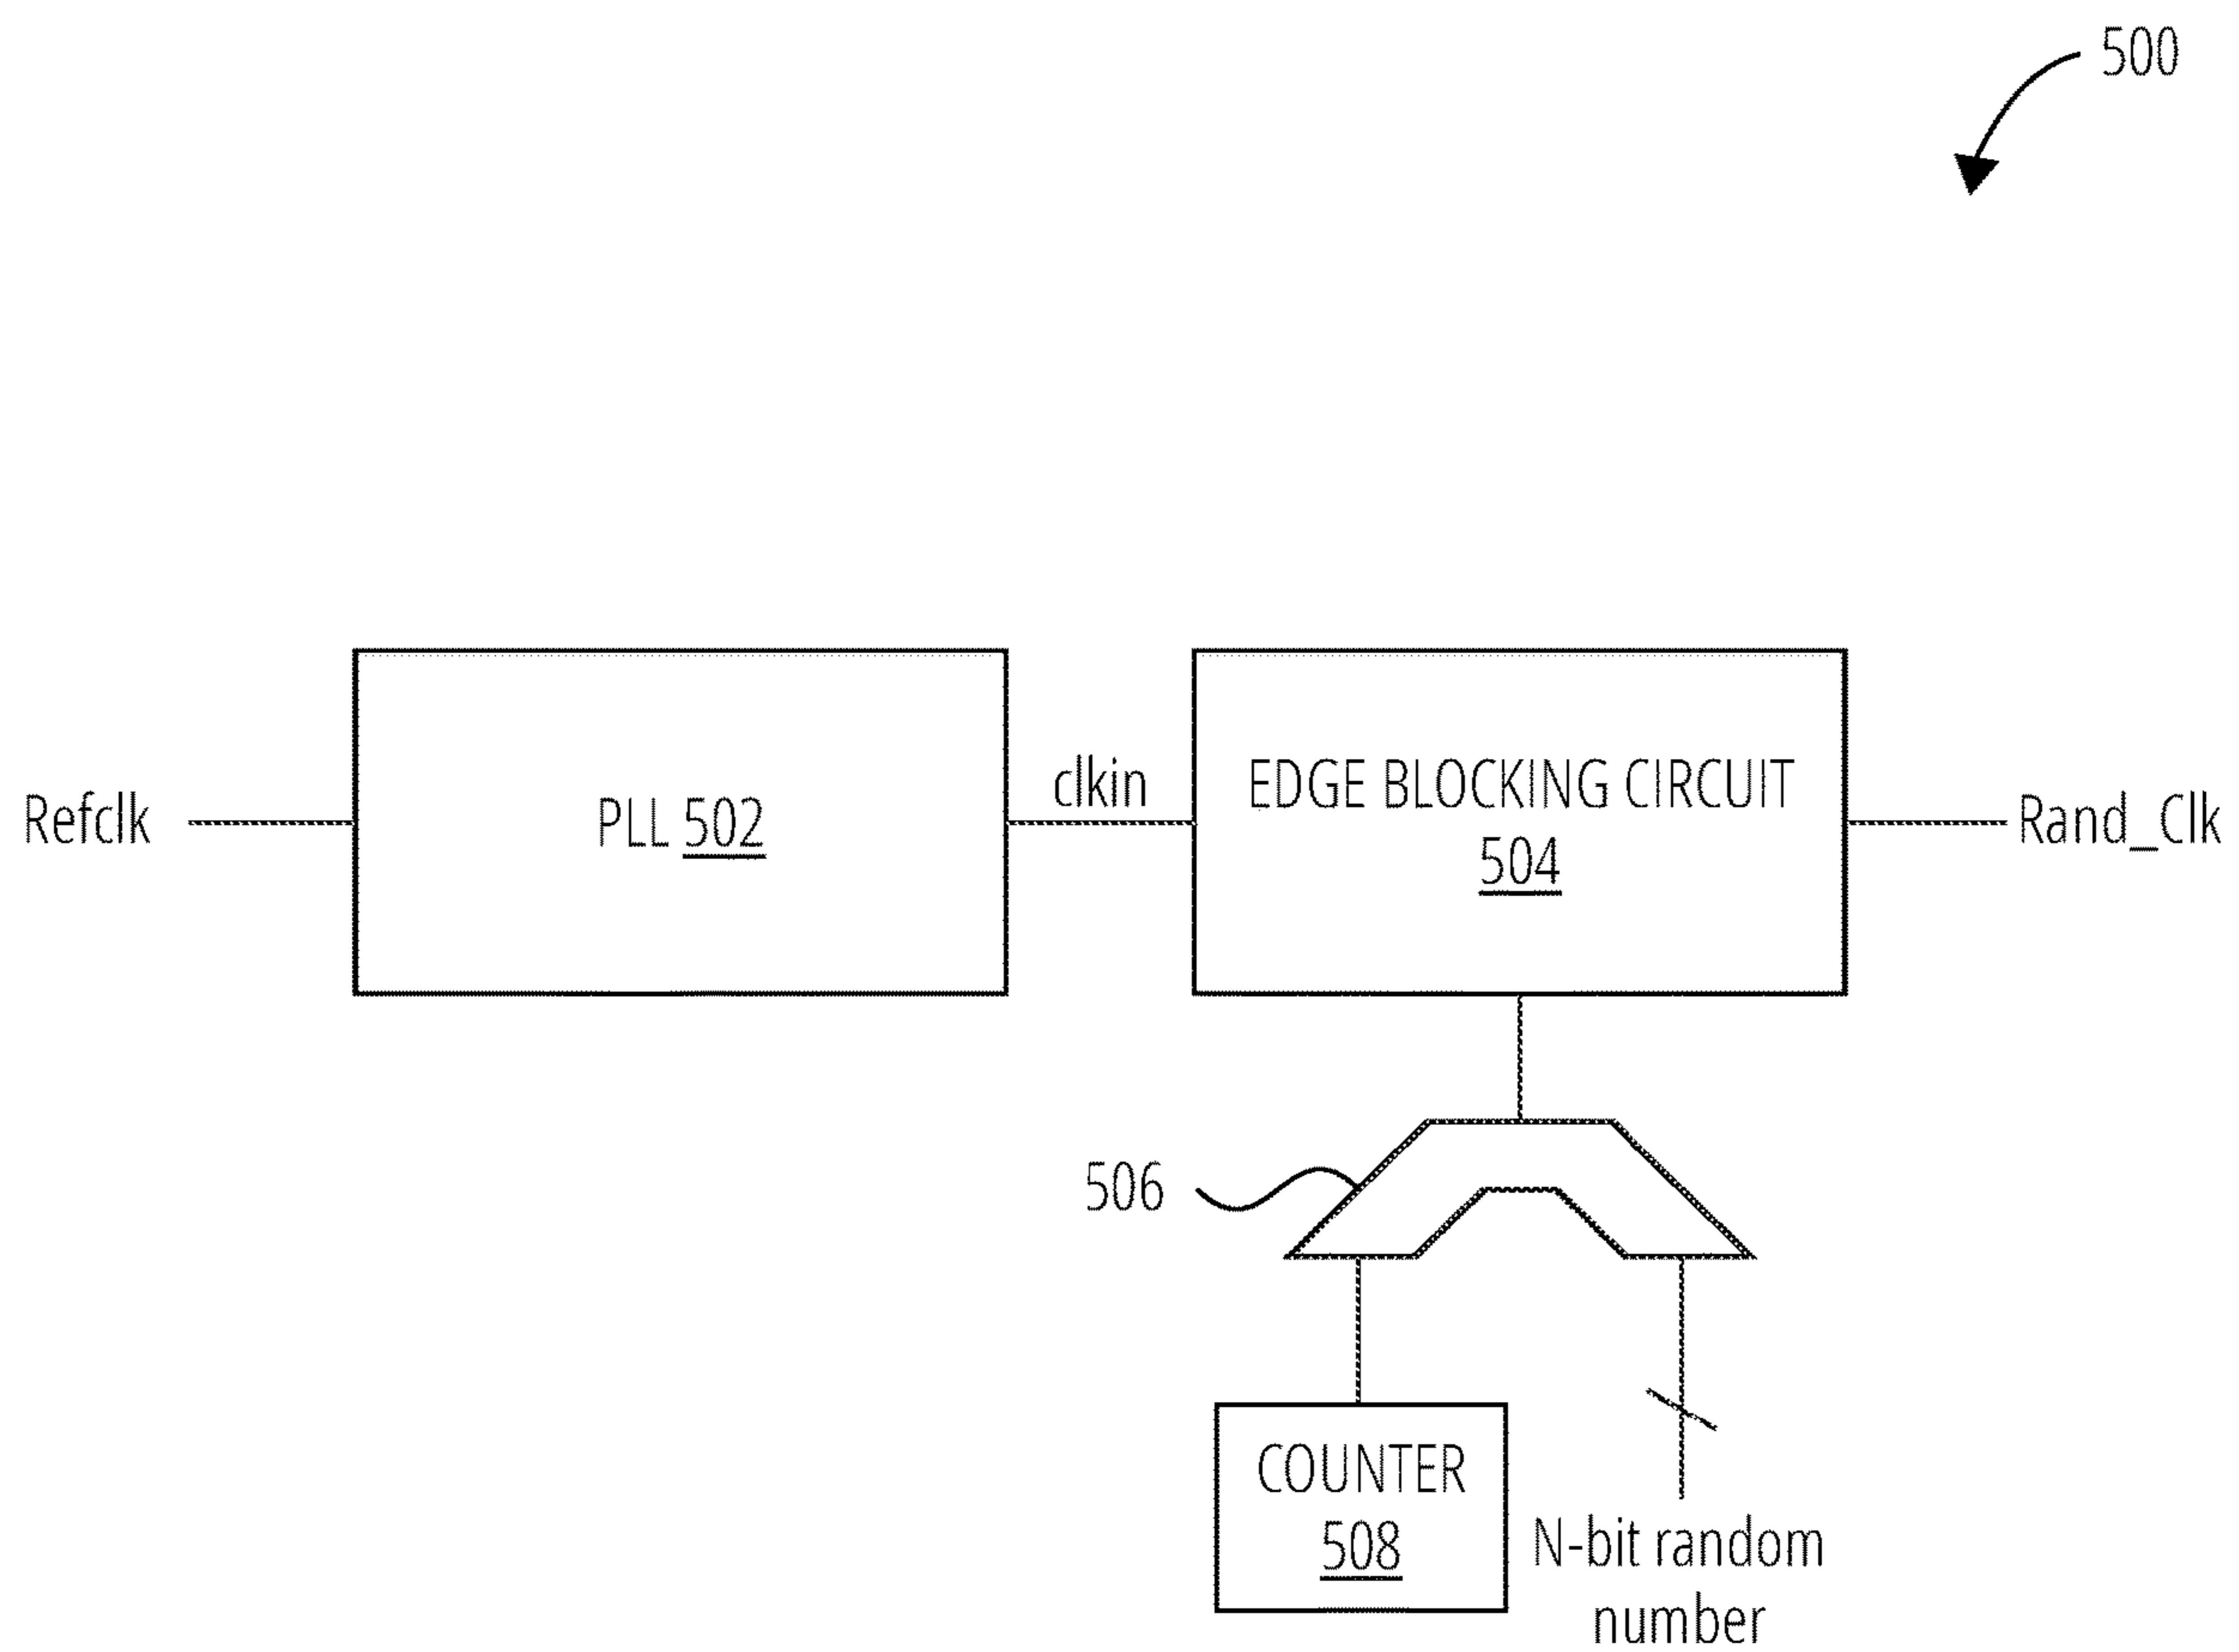 500
Refclk
PLL 502
clkin
EDGE BLOCKING CIRCUIT
504
Rand_Clk
506
COUNTER
508
N-bit random
number